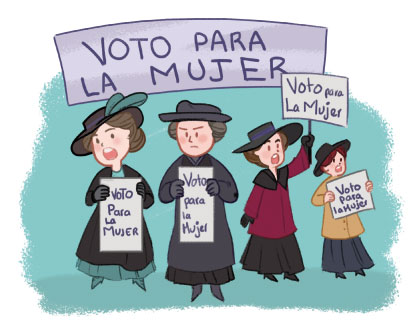 VOTO PARA
LA MUJER
Voto para
La Mujer
VOTO
Para
La
MUJER
Voto
para
la
Mujer
Voto
para
la Mujer